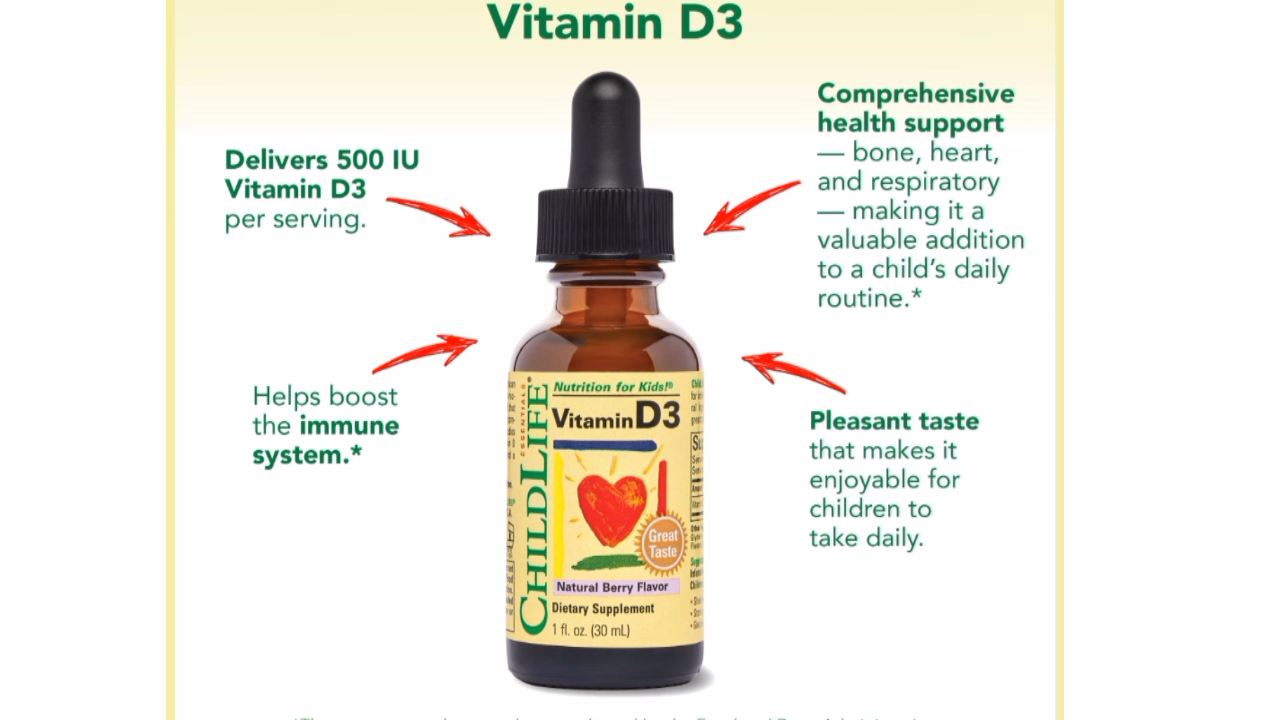 Vitamin D3
Delivers 500 IU
Vitamin D3
per serving.
Comprehensive
health support
— bone, heart,
and respiratory
— making it a
valuable addition
to a child's daily
routine.*
Helps boost
the immune
system.*
Pleasant taste
that makes it
enjoyable for
children to
take daily.
CHILDLIFE®
ESSENTIALS
Nutrition for Kids!®
Vitamin D3
Great
Taste
Natural Berry Flavor
Dietary Supplement
1 fl. oz. (30 mL)